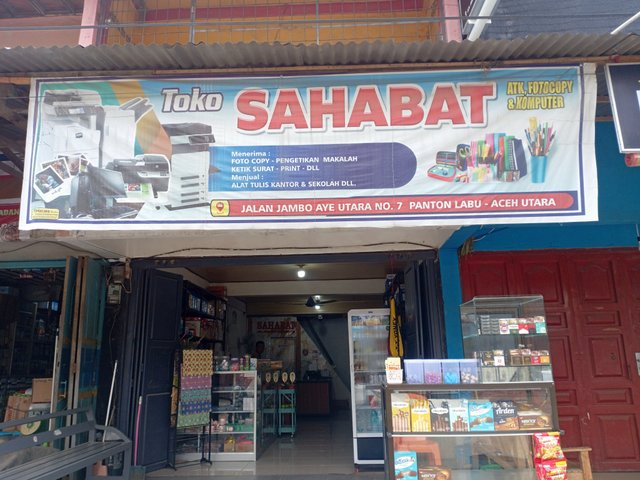 Toko SAHABAT
ATK, FOTOCOPY
& KOMPUTER
Menerima :
FOTO COPY - PENGETIKAN MAKALAH
KETIK SURAT - PRINT - DLL
Menjual :
ALAT TULIS KANTOR & SEKOLAH DLL.
JALAN JAMBO AYE UTARA NO. 7 PANTON LABU - ACEH UTARA
SAHABAT
Arden